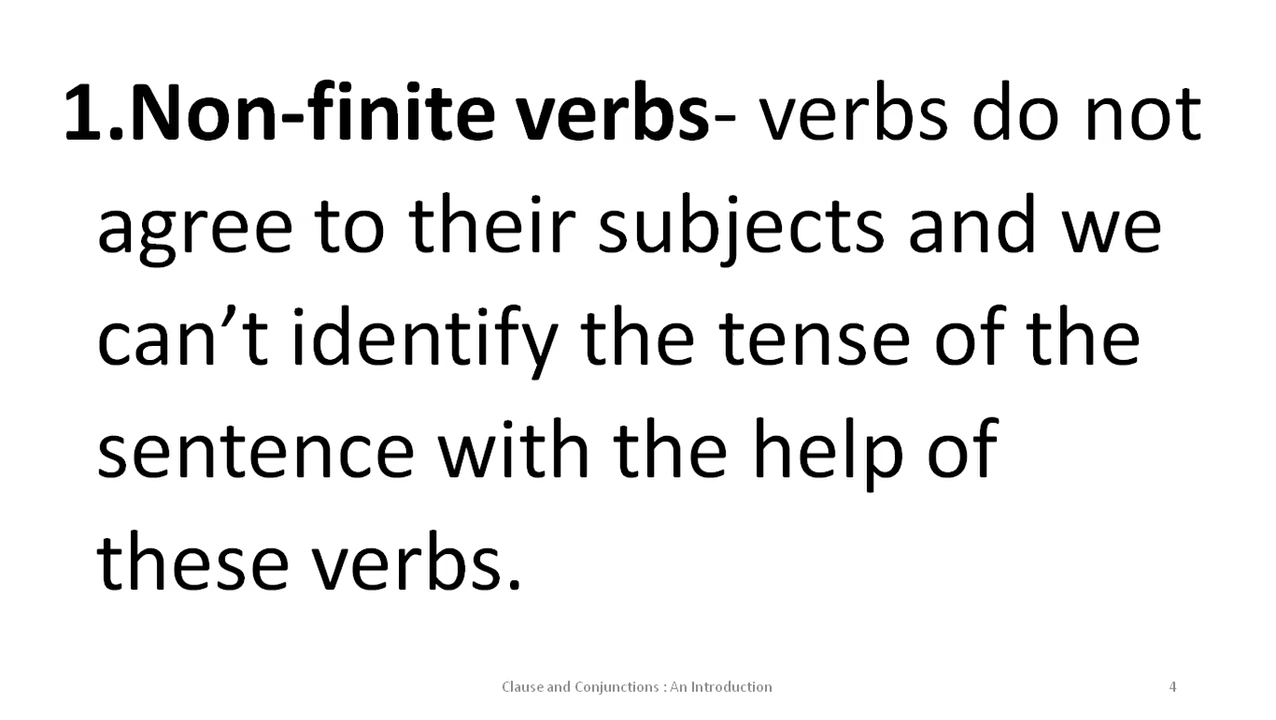 1.Non-finite verbs- verbs do not
agree to their subjects and we
can’t identify the tense of the
sentence with the help of
these verbs.
Clause and Conjunctions : An Introduction
4